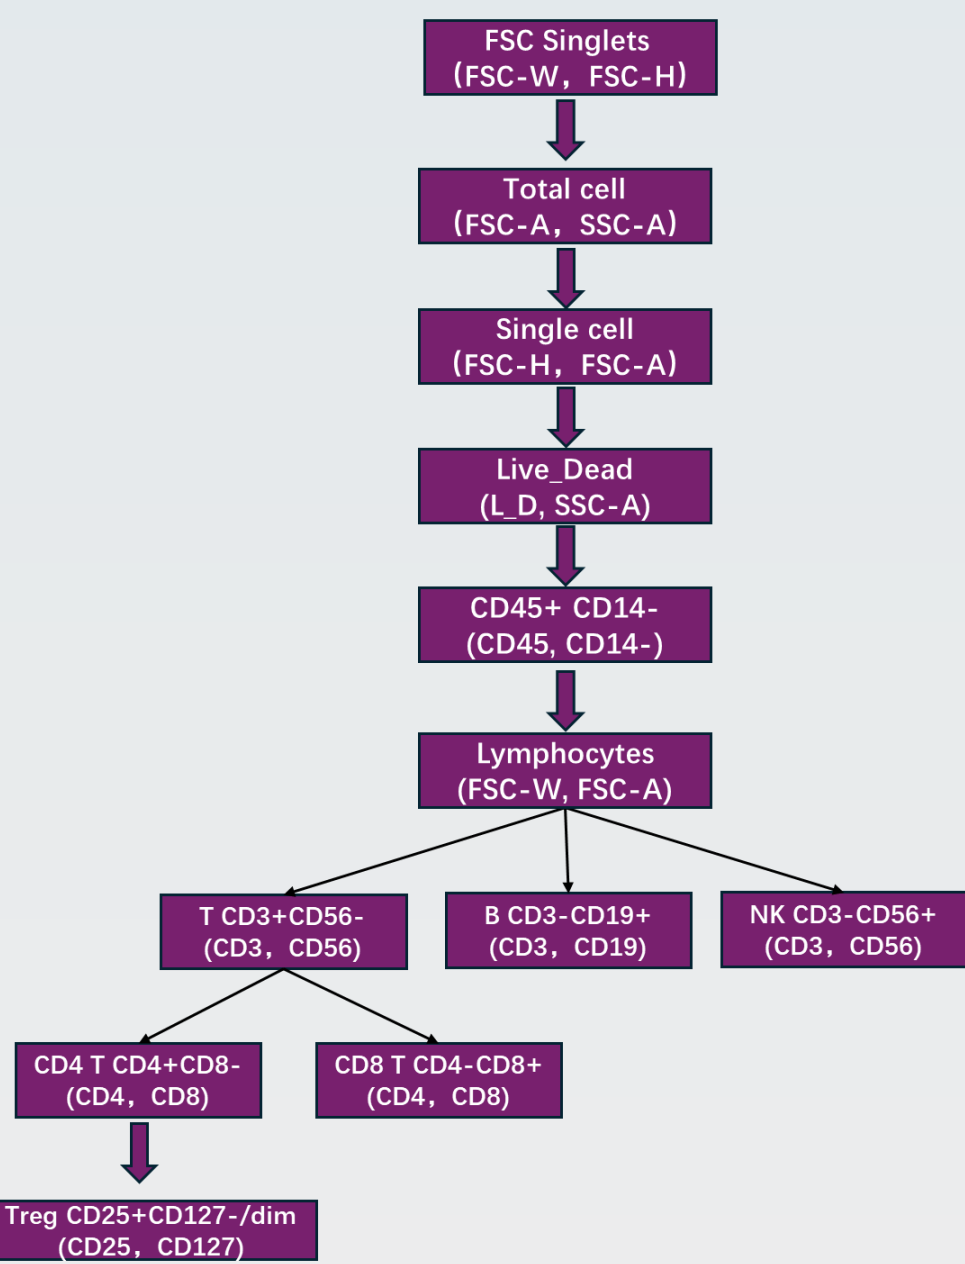 FSC Singlets
(FSC-W，FSC-H)
Total cell
(FSC-A，SSC-A)
Single cell
(FSC-H，FSC-A)
Live_Dead
(L_D, SSC-A)
CD45+ CD14-
(CD45, CD14-)
Lymphocytes
(FSC-W, FSC-A)
T CD3+CD56-
(CD3，CD56)
B CD3-CD19+
(CD3，CD19)
NK CD3-CD56+
(CD3，CD56)
CD4 T CD4+CD8-
(CD4，CD8)
CD8 T CD4-CD8+
(CD4，CD8)
Treg CD25+CD127-/dim
(CD25，CD127)